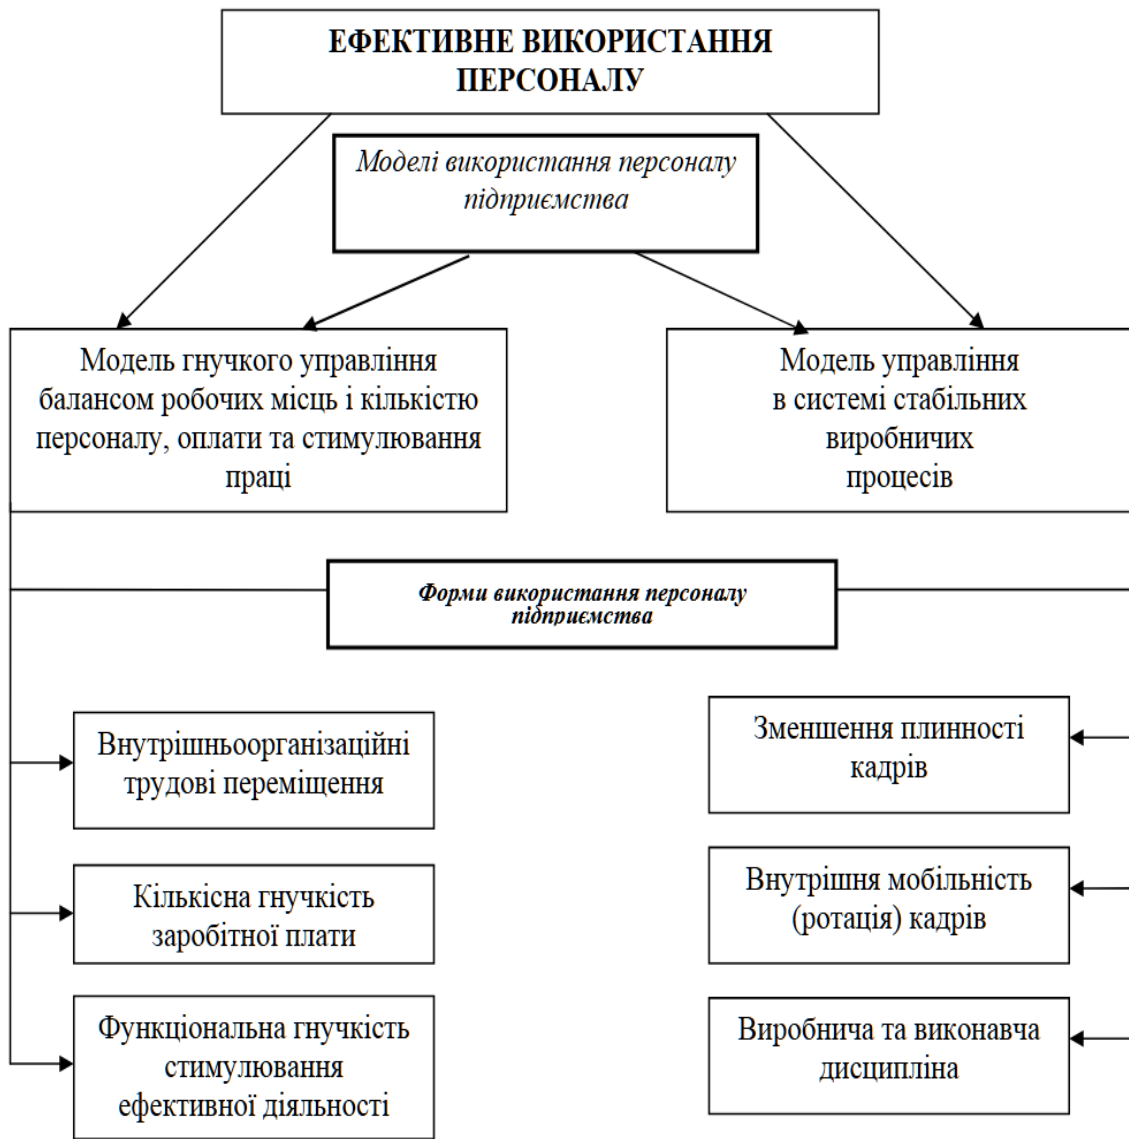 ЕФЕКТИВНЕ ВИКОРИСТАННЯ
ПЕРСОНАЛУ
Моделі використання персоналу
підприємства
Модель гнучкого управління
балансом робочих місць і кількістю
персоналу, оплати та стимулювання
праці
Модель управління
в системі стабільних
виробничих
процесів
Форми використання персоналу
підприємства
Внутрішньоорганізаційні
трудові переміщення
Кількісна гнучкість
заробітної плати
Функціональна гнучкість
стимулювання
ефективної діяльності
Зменшення плинності
кадрів
Внутрішня мобільність
(ротація) кадрів
Виробнича та виконавча
дисципліна